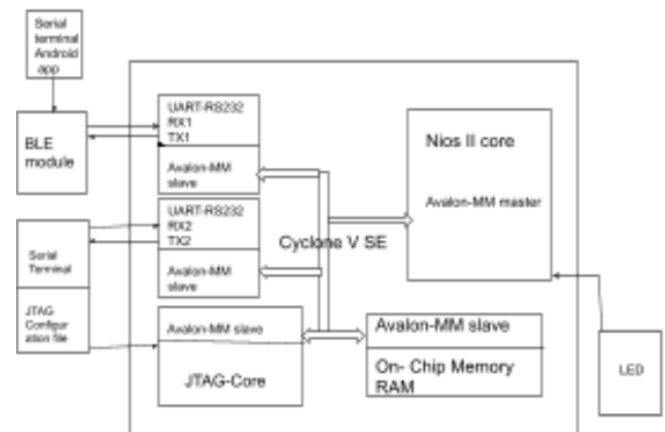 Serial
terminal
Android
app
BLE
module
UART-RS232
RX1
TX1
Avalon-MM
slave
UART-RS232
RX2
TX2
Avalon-MM
slave
Serial
Terminal
JTAG
Configur
ation file
Avalon-MM slave
JTAG-Core
Cyclone V SE
Nios II core
Avalon-MM master
Avalon-MM slave
On- Chip Memory
RAM
LED